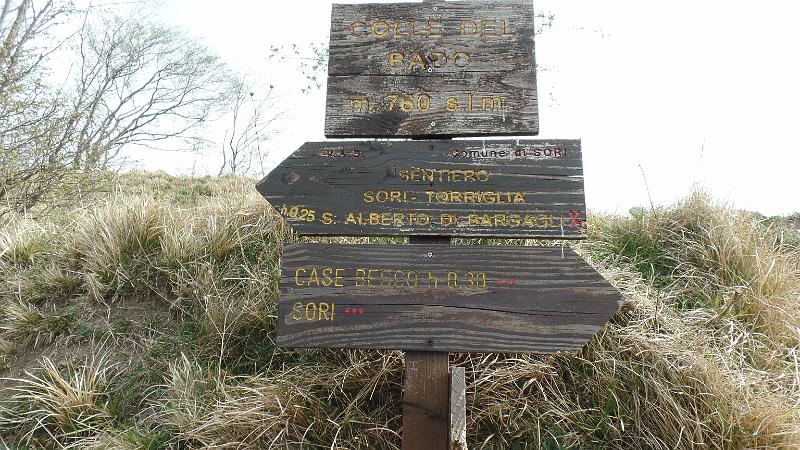 COLLE DEL
BADO
m. 760 s.l.m.
Comune di SORI
SENTIERO
SORI-TORRIGLIA
h0.25 S. ALBERTO DI BARGAGLI
CASE BECCO h 0.30
SORI